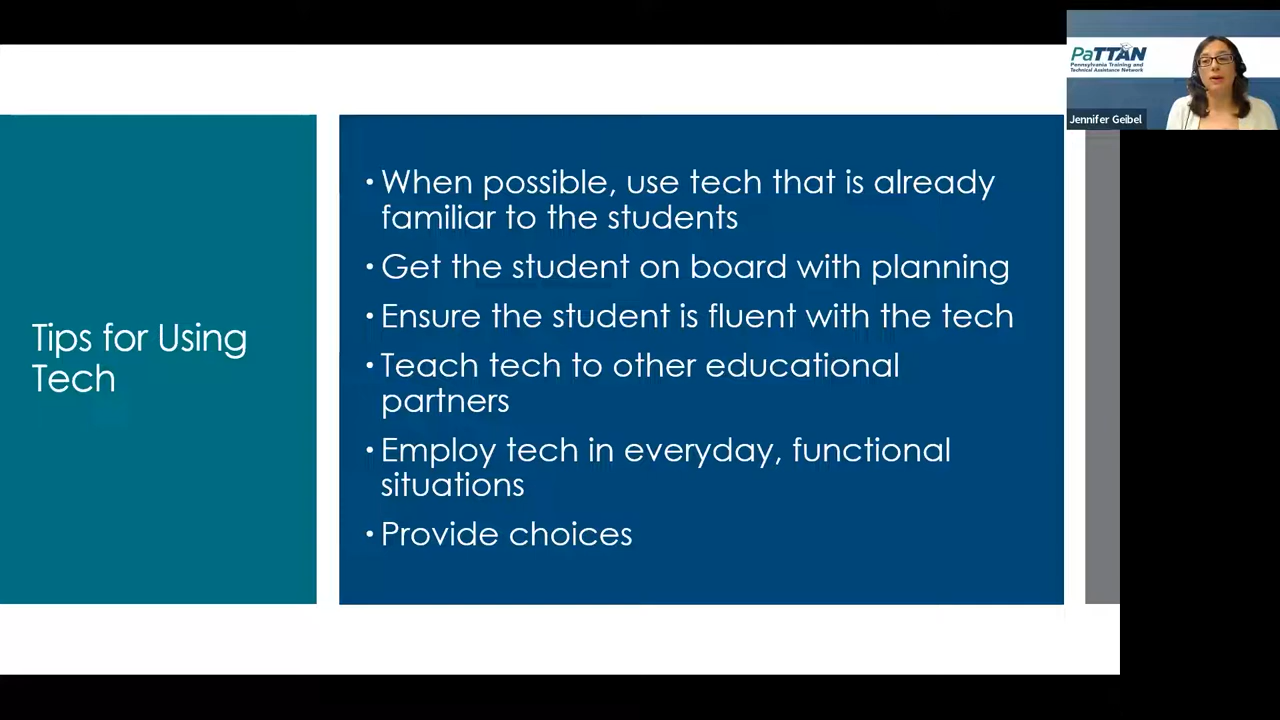 PaTTAN
Pennsylvania Training and
Technical Assistance Network
Jennifer Geibel
Tips for Using
Tech
• When possible, use tech that is already
familiar to the students
• Get the student on board with planning
• Ensure the student is fluent with the tech
• Teach tech to other educational
partners
• Employ tech in everyday, functional
situations
• Provide choices